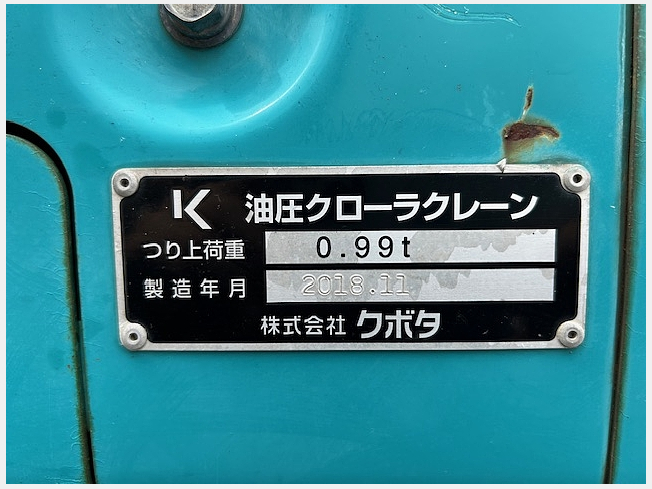 K 油圧クローラクレーン
つり上荷重 0.99t
製造年月 2018.11
株式会社 クボタ